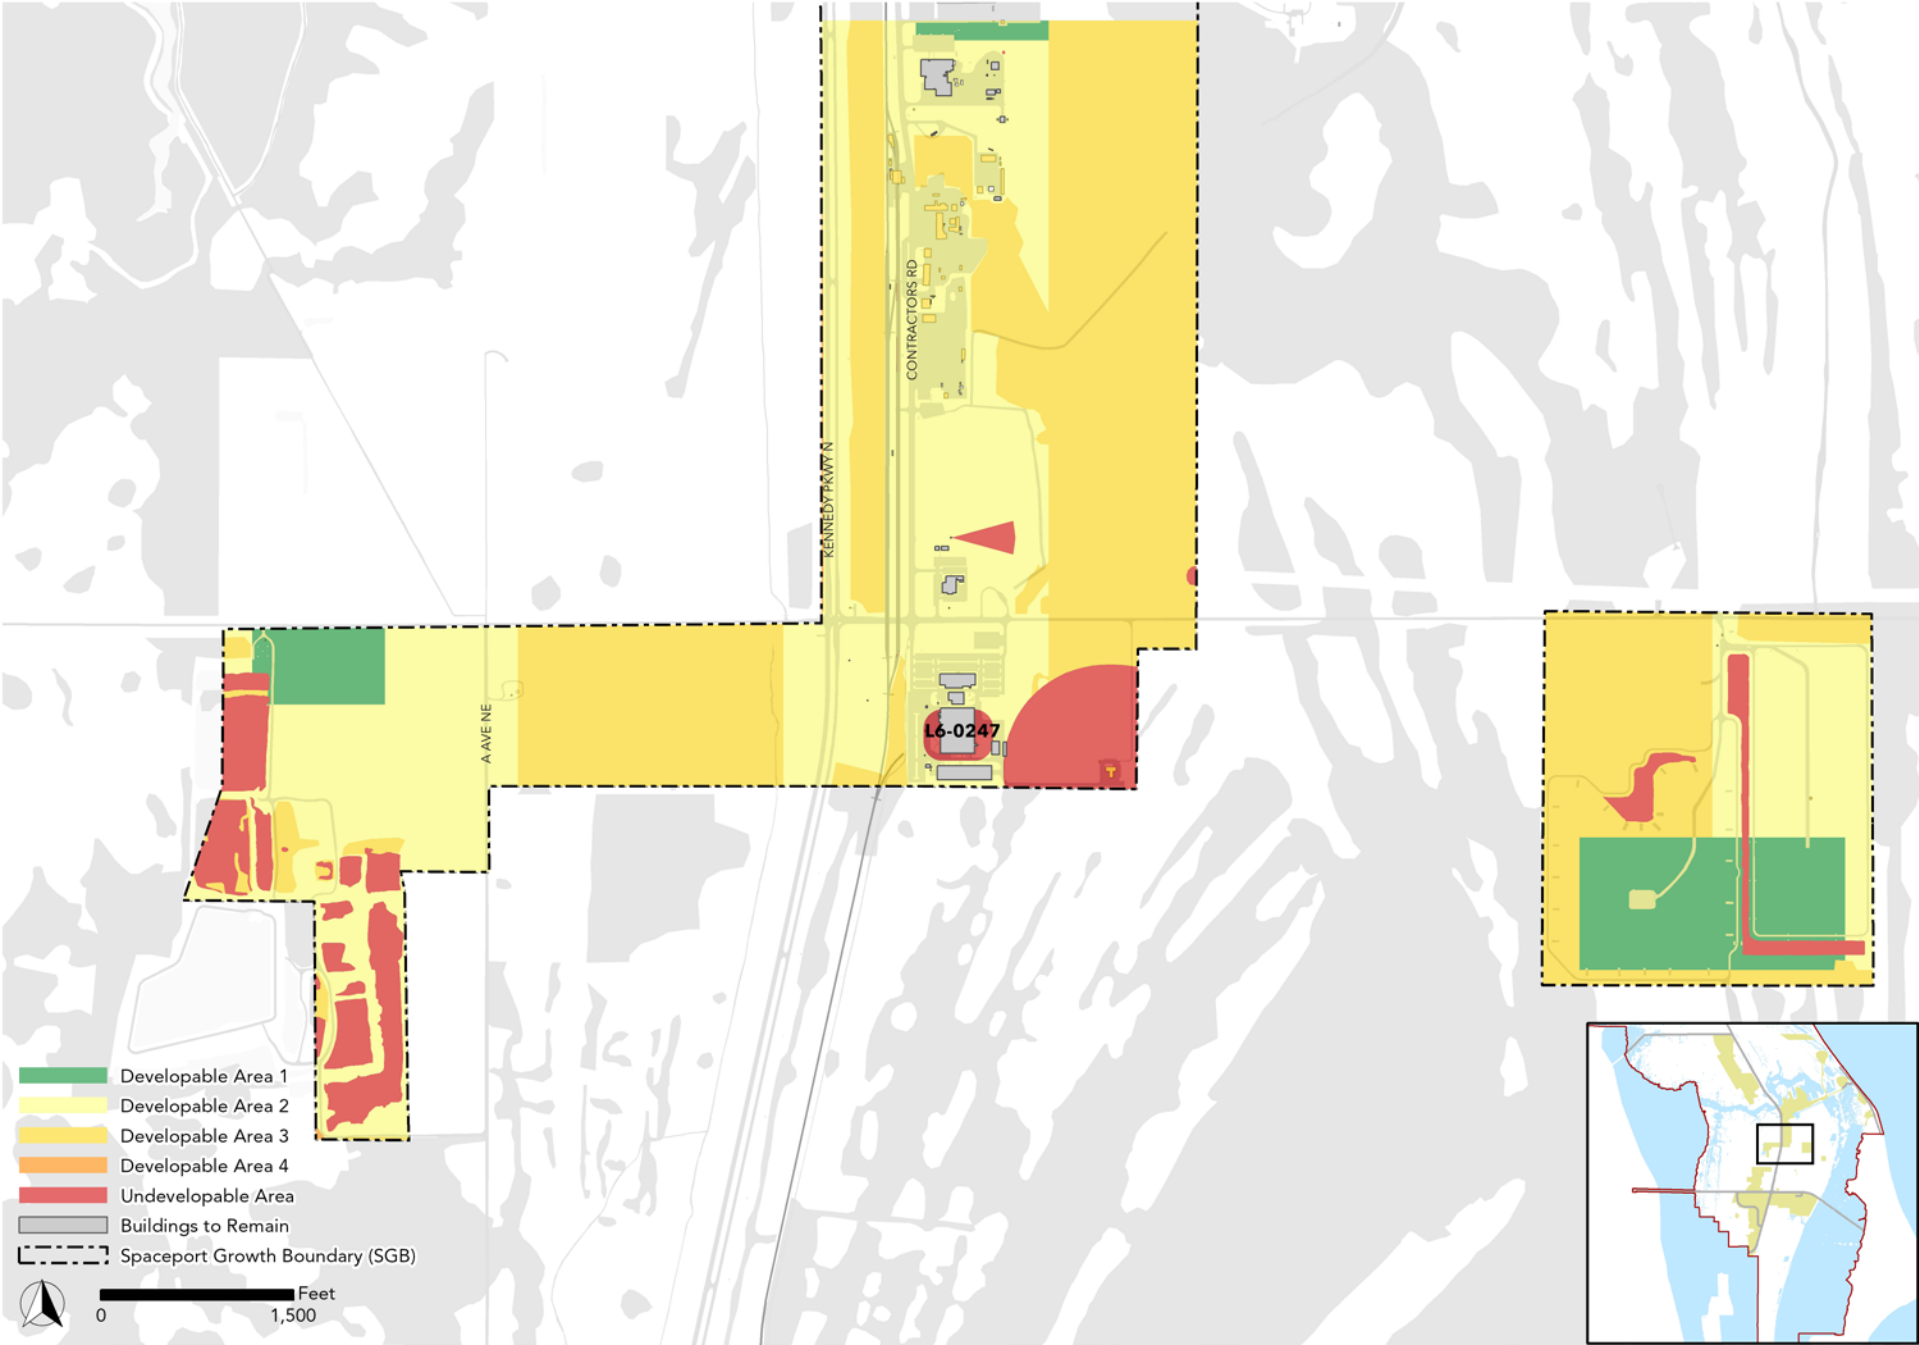 CONTRACTORS RD
KENNEDY PKWY N
A AVE NE
L6-0247
Developable Area 1
Developable Area 2
Developable Area 3
Developable Area 4
Undevelopable Area
Buildings to Remain
Spaceport Growth Boundary (SGB)
Feet
0 1,500